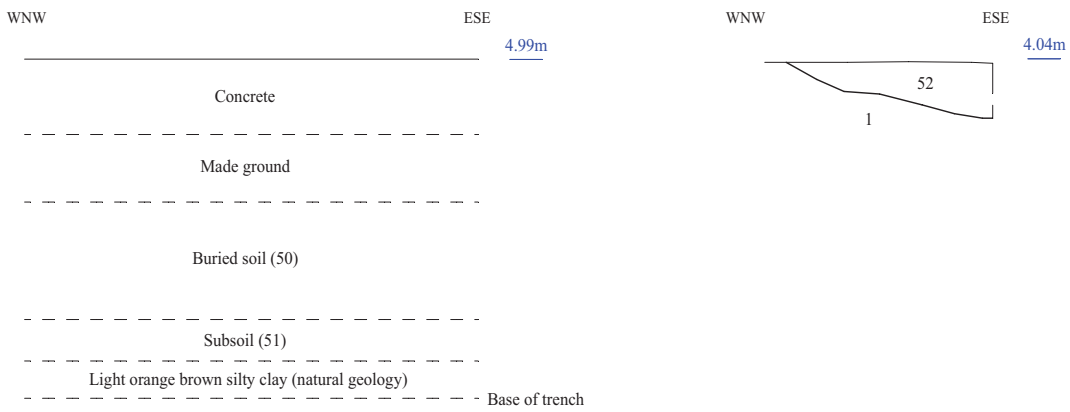 WNW
ESE
4.99m
Concrete
Made ground
Buried soil (50)
Subsoil (51)
Light orange brown silty clay (natural geology)
Base of trench
WNW
ESE
4.04m
52
1